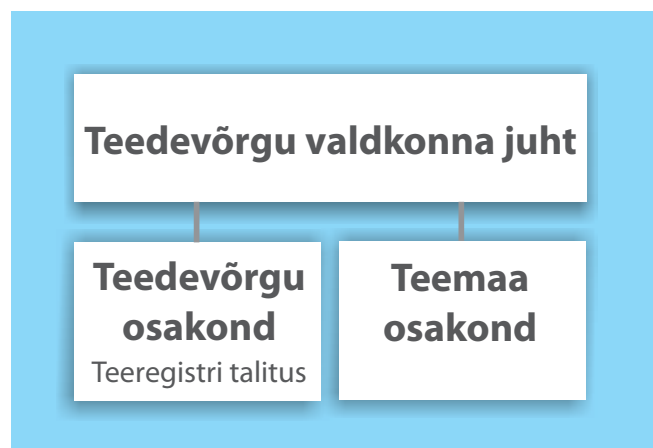 Teedevõrgu valdkonna juht
Teedevõrgu
osakond
Teeregistri talitus
Teemaa
osakond